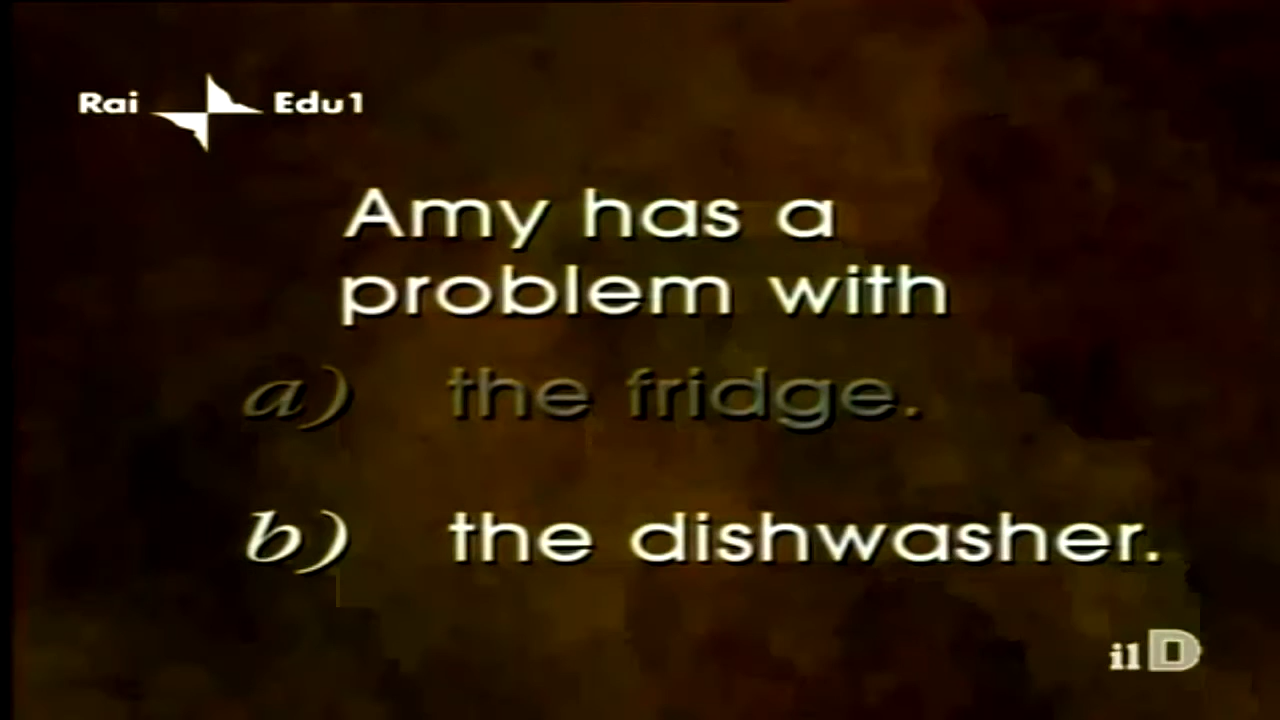 Rai Edu1
Amy has a
problem with
a) the fridge.
b) the dishwasher.
il D